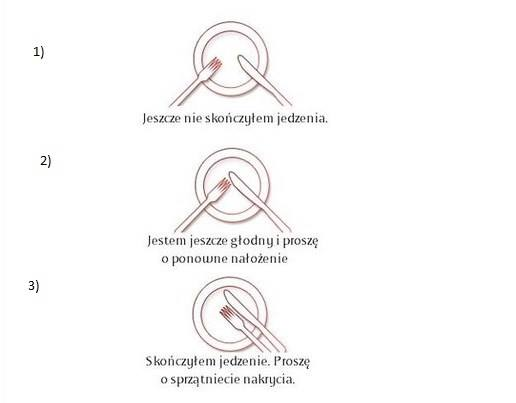 1)
Jeszcze nie skończyłem jedzenia.
2)
Jestem jeszcze głodny i proszę
o ponowne nałożenie
3)
Skończyłem jedzenie. Proszę
o sprzątniecie nakrycia.